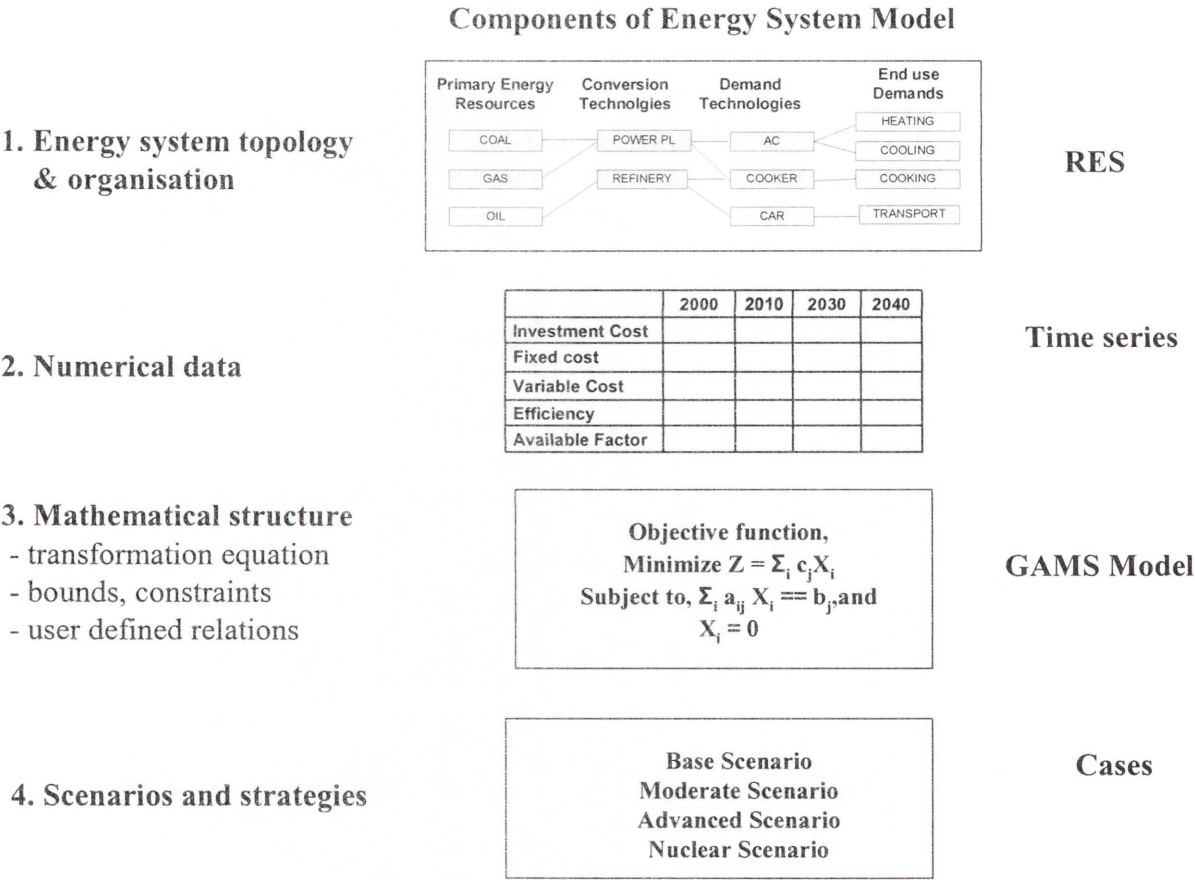 Components of Energy System Model
1. Energy system topology
& organisation
Primary Energy
Resources
Conversion
Technolgies
Demand
Technologies
End use
Demands
COAL
POWER PL
AC
HEATING
COOLING
GAS
REFINERY
COOKER
COOKING
OIL
CAR
TRANSPORT
RES
2. Numerical data
2000 2010 2030 2040
Investment Cost
Fixed cost
Variable Cost
Efficiency
Available Factor
Time series
3. Mathematical structure
- transformation equation
- bounds, constraints
- user defined relations
Objective function,
Minimize Z = Σi cjXi
Subject to, Σi aij Xi == bj,and
Xi = 0
GAMS Model
4. Scenarios and strategies
Base Scenario
Moderate Scenario
Advanced Scenario
Nuclear Scenario
Cases